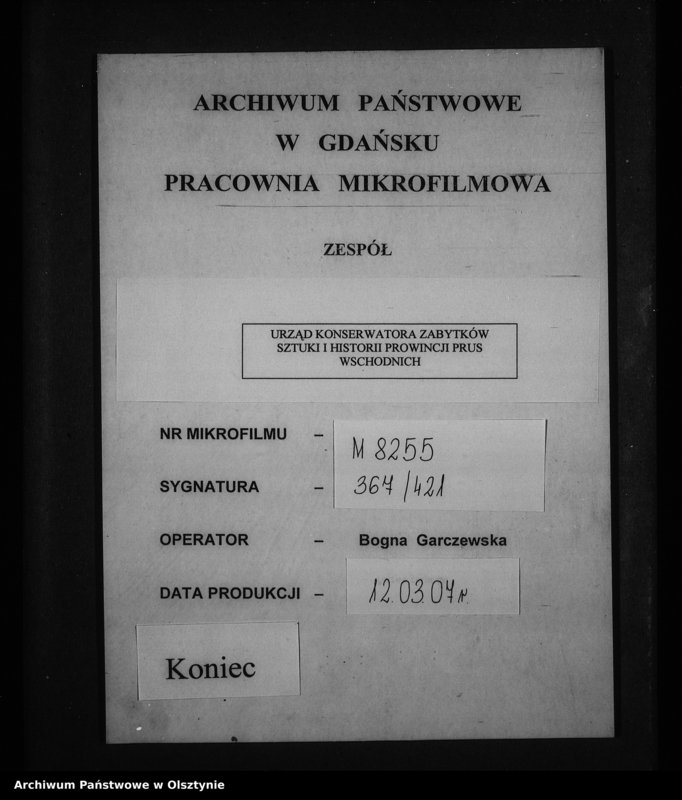 ARCHIWUM PAŃSTWOWE
W GDAŃSKU
PRACOWNIA MIKROFILMOWA
ZESPÓŁ
URZĄD KONSERWATORA ZABYTKÓW
SZTUKI I HISTORII PROWINCJI PRUS
WSCHODNICH
NR MIKROFILMU – M 8255
SYGNATURA – 367/421
OPERATOR – Bogna Garczewska
DATA PRODUKCJI – 12.03.07r.
Koniec
Archiwum Państwowe w Olsztynie